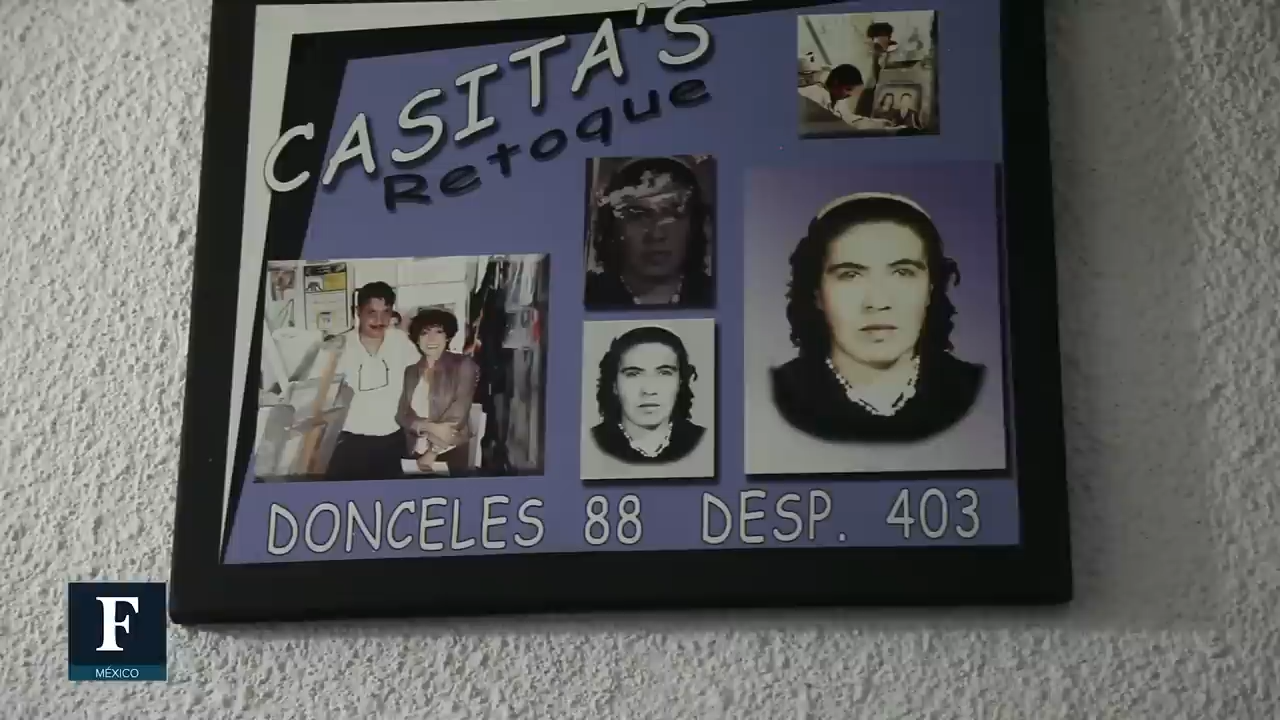 CASITA'S
Retoque
DONCELES 88 DESP. 403
F
MÉXICO